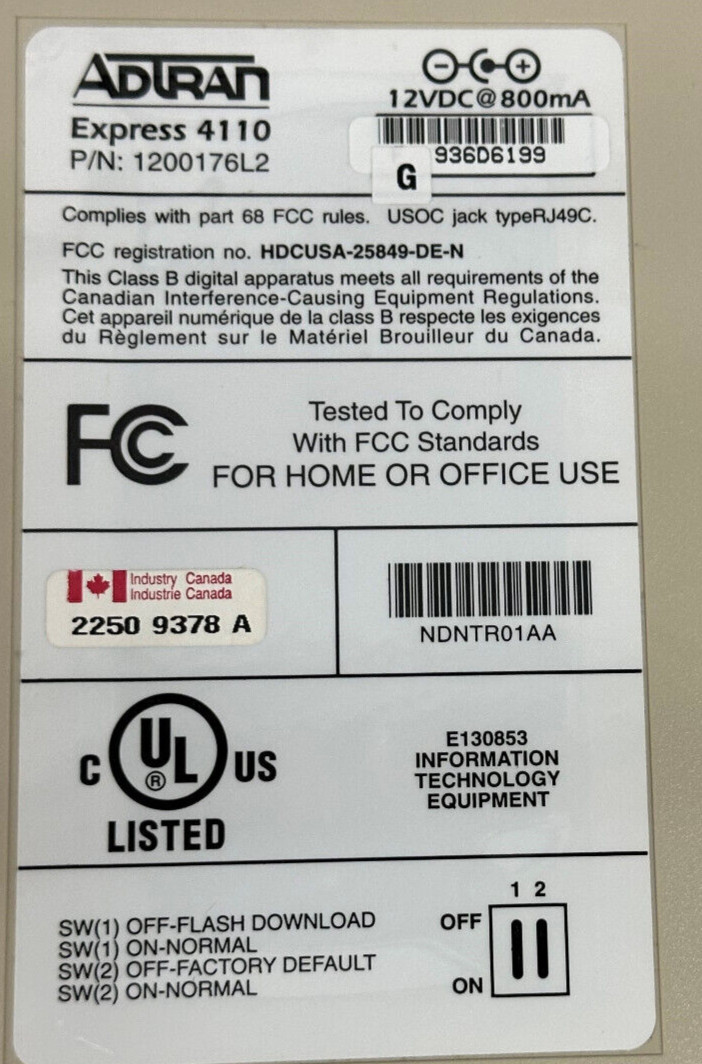 ADTRAN
Express 4110
P/N: 1200176L2
12VDC@800mA
936D6199
G
Complies with part 68 FCC rules. USOC jack typeRJ49C.
FCC registration no. HDCUSA-25849-DE-N
This Class B digital apparatus meets all requirements of the
Canadian Interference-Causing Equipment Regulations.
Cet appareil numérique de la class B respecte les exigences
du Règlement sur le Matériel Brouilleur du Canada.
FC
Tested To Comply
With FCC Standards
FOR HOME OR OFFICE USE
Industry Canada
Industrie Canada
2250 9378 A
NDNTR01AA
C UL ® US
LISTED
E130853
INFORMATION
TECHNOLOGY
EQUIPMENT
SW(1) OFF-FLASH DOWNLOAD
SW(1) ON-NORMAL
SW(2) OFF-FACTORY DEFAULT
SW(2) ON-NORMAL
1 2
OFF
ON